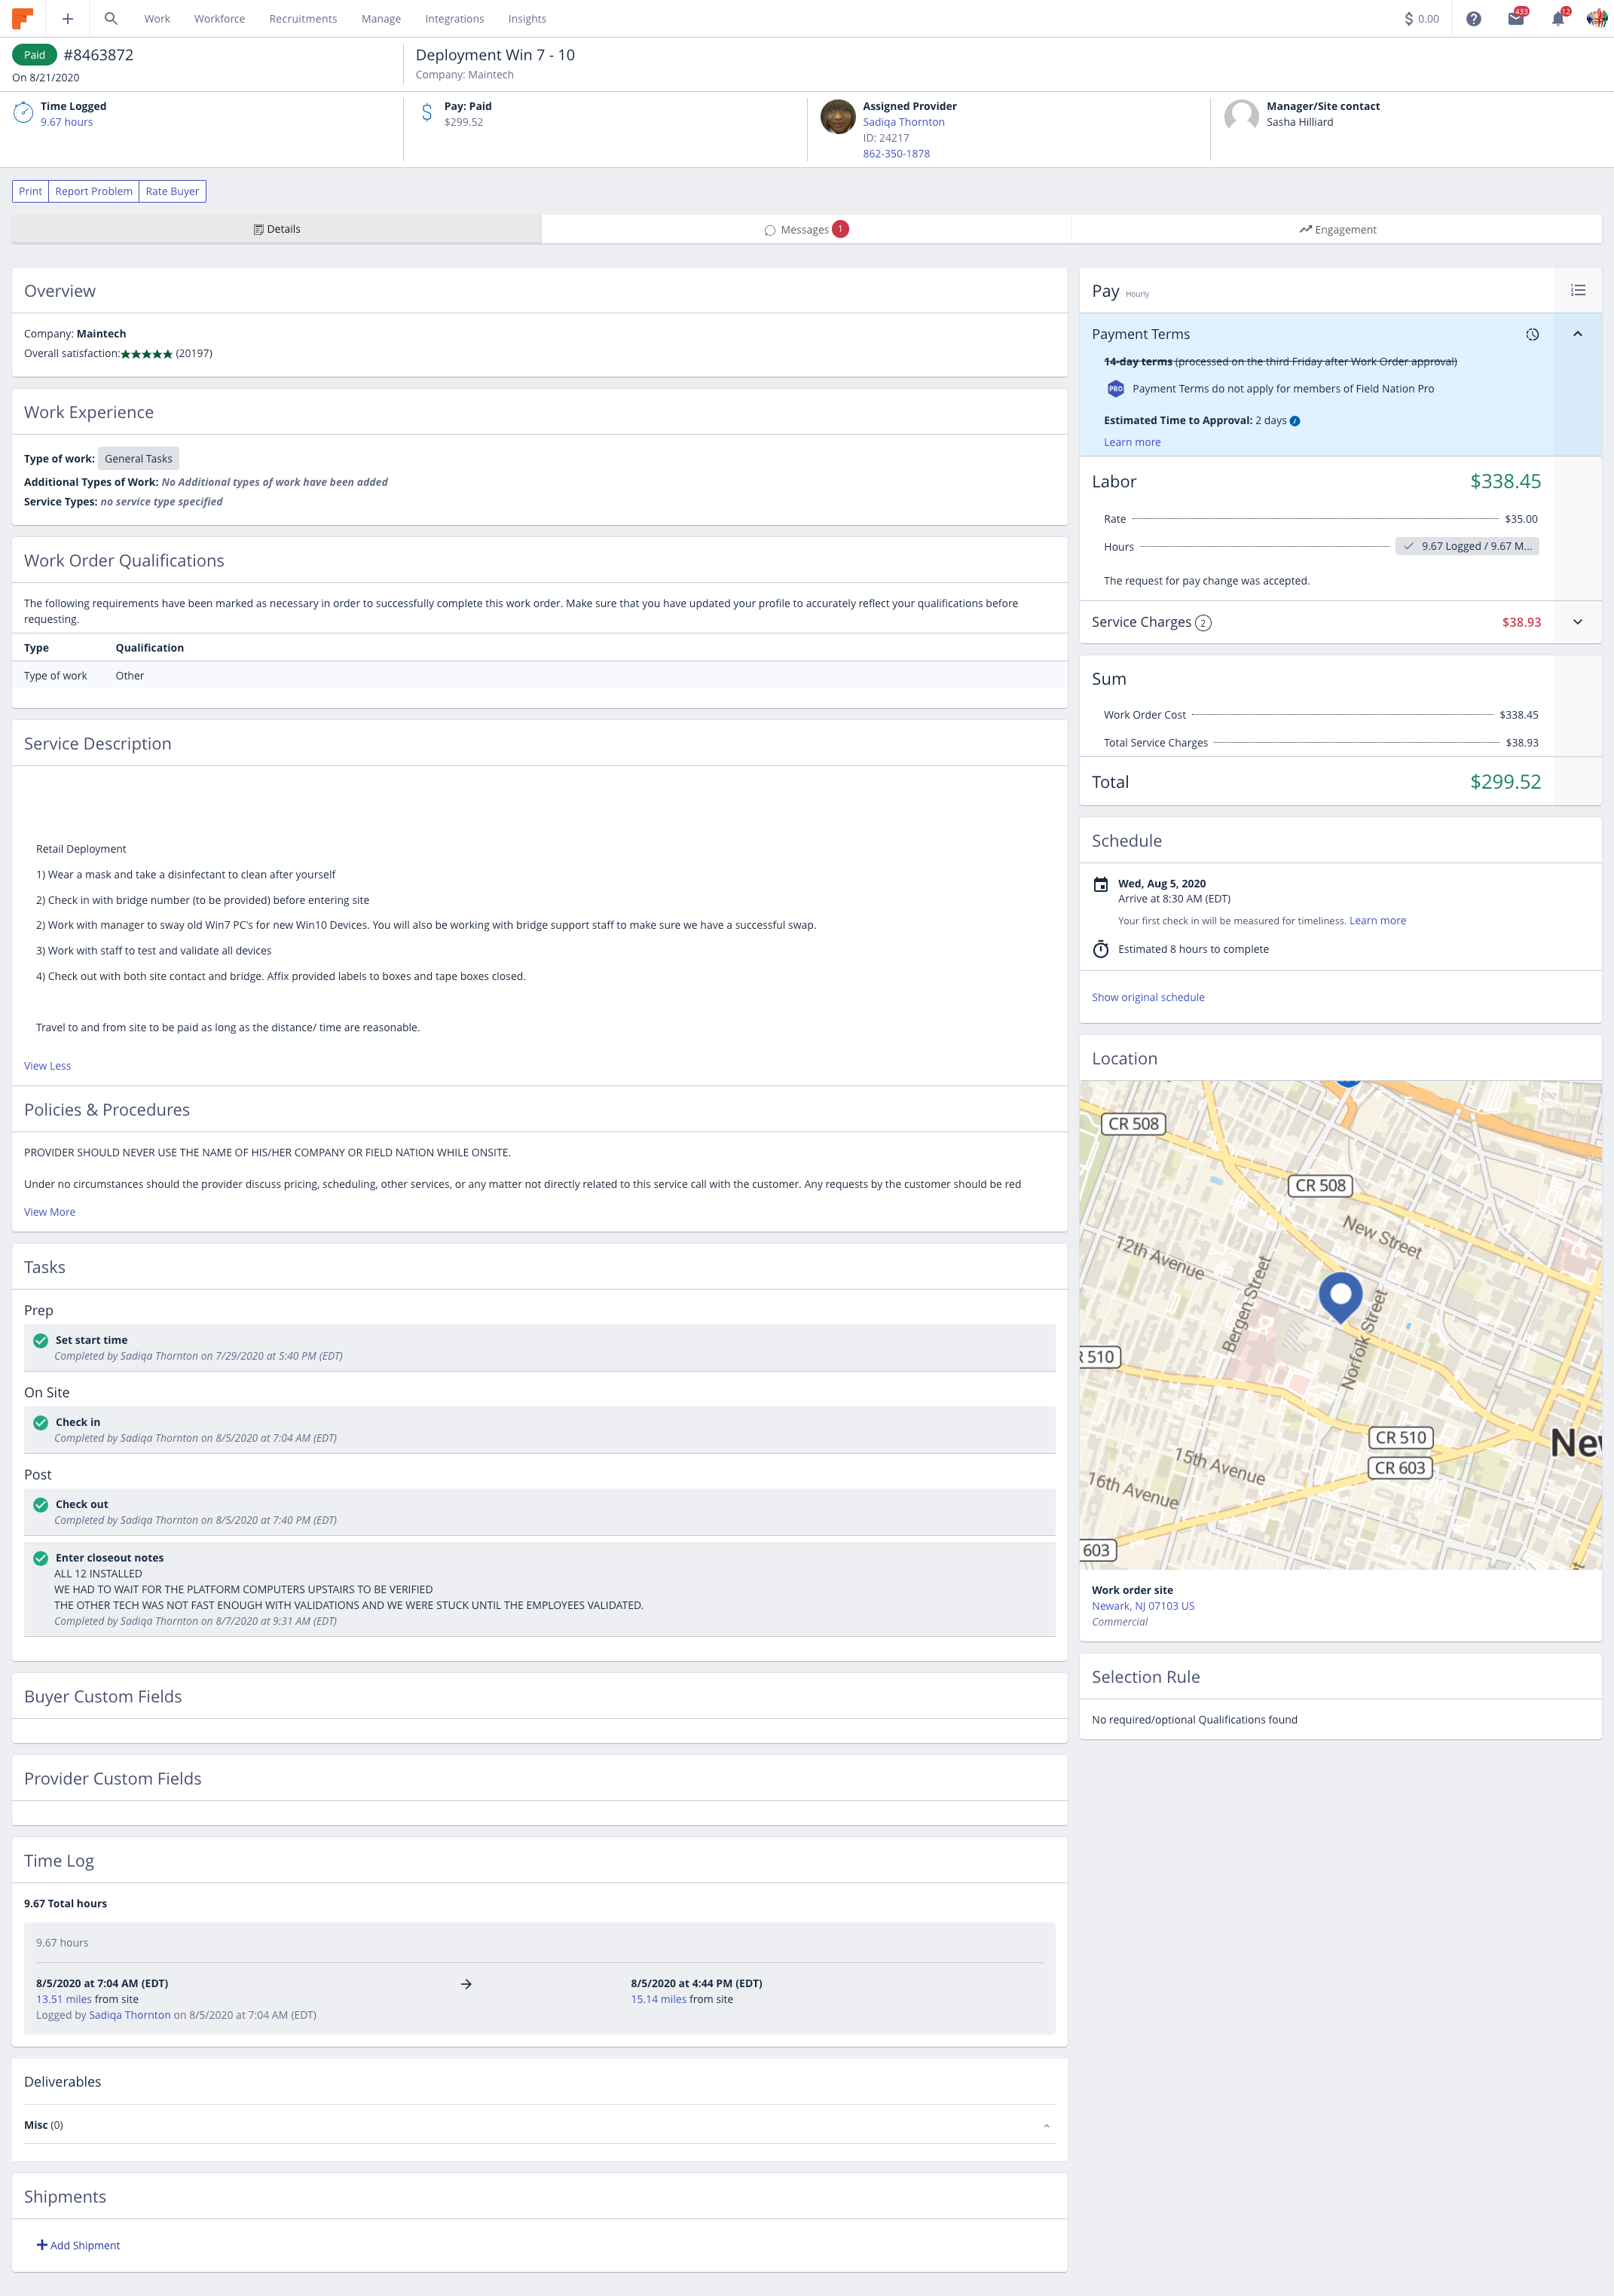 Work Workforce Recruitments Manage Integrations Insights
$ 0.00 433 12
Paid #8463872
On 8/21/2020
Deployment Win 7 - 10
Company: Maintech
Time Logged
9.67 hours
Pay: Paid
$299.52
Assigned Provider
Sadiqa Thornton
ID: 24217
862-350-1878
Manager/Site contact
Sasha Hilliard
Print Report Problem Rate Buyer
Details Messages 1 Engagement
Overview
Company: Maintech
Overall satisfaction:★★★★★ (20197)
Work Experience
Type of work: General Tasks
Additional Types of Work: No Additional types of work have been added
Service Types: no service type specified
Work Order Qualifications
The following requirements have been marked as necessary in order to successfully complete this work order. Make sure that you have updated your profile to accurately reflect your qualifications before
requesting.
Type Qualification
Type of work Other
Service Description
Retail Deployment
1) Wear a mask and take a disinfectant to clean after yourself
2) Check in with bridge number (to be provided) before entering site
2) Work with manager to sway old Win7 PC's for new Win10 Devices. You will also be working with bridge support staff to make sure we have a successful swap.
3) Work with staff to test and validate all devices
4) Check out with both site contact and bridge. Affix provided labels to boxes and tape boxes closed.
Travel to and from site to be paid as long as the distance/ time are reasonable.
View Less
Policies & Procedures
PROVIDER SHOULD NEVER USE THE NAME OF HIS/HER COMPANY OR FIELD NATION WHILE ONSITE.
Under no circumstances should the provider discuss pricing, scheduling, other services, or any matter not directly related to this service call with the customer. Any requests by the customer should be red
View More
Tasks
Prep
Set start time
Completed by Sadiqa Thornton on 7/29/2020 at 5:40 PM (EDT)
On Site
Check in
Completed by Sadiqa Thornton on 8/5/2020 at 7:04 AM (EDT)
Post
Check out
Completed by Sadiqa Thornton on 8/5/2020 at 7:40 PM (EDT)
Enter closeout notes
ALL 12 INSTALLED
WE HAD TO WAIT FOR THE PLATFORM COMPUTERS UPSTAIRS TO BE VERIFIED
THE OTHER TECH WAS NOT FAST ENOUGH WITH VALIDATIONS AND WE WERE STUCK UNTIL THE EMPLOYEES VALIDATED.
Completed by Sadiqa Thornton on 8/7/2020 at 9:31 AM (EDT)
Buyer Custom Fields
Provider Custom Fields
Time Log
9.67 Total hours
9.67 hours
8/5/2020 at 7:04 AM (EDT) → 8/5/2020 at 4:44 PM (EDT)
13.51 miles from site 15.14 miles from site
Logged by Sadiqa Thornton on 8/5/2020 at 7:04 AM (EDT)
Deliverables
Misc (0)
Shipments
+ Add Shipment
Pay Hourly
Payment Terms
14-day terms (processed on the third Friday after Work Order approval)
PRO Payment Terms do not apply for members of Field Nation Pro
Estimated Time to Approval: 2 days
Learn more
Labor $338.45
Rate $35.00
Hours 9.67 Logged / 9.67 M...
The request for pay change was accepted.
Service Charges 2 $38.93
Sum
Work Order Cost $338.45
Total Service Charges $38.93
Total $299.52
Schedule
Wed, Aug 5, 2020
Arrive at 8:30 AM (EDT)
Your first check in will be measured for timeliness. Learn more
Estimated 8 hours to complete
Show original schedule
Location
CR 508
CR 508
New Street
12th Avenue
Bergen Street
Norfolk Street
R 510
CR 510
CR 603
15th Avenue
16th Avenue
Nev
603
Work order site
Newark, NJ 07103 US
Commercial
Selection Rule
No required/optional Qualifications found